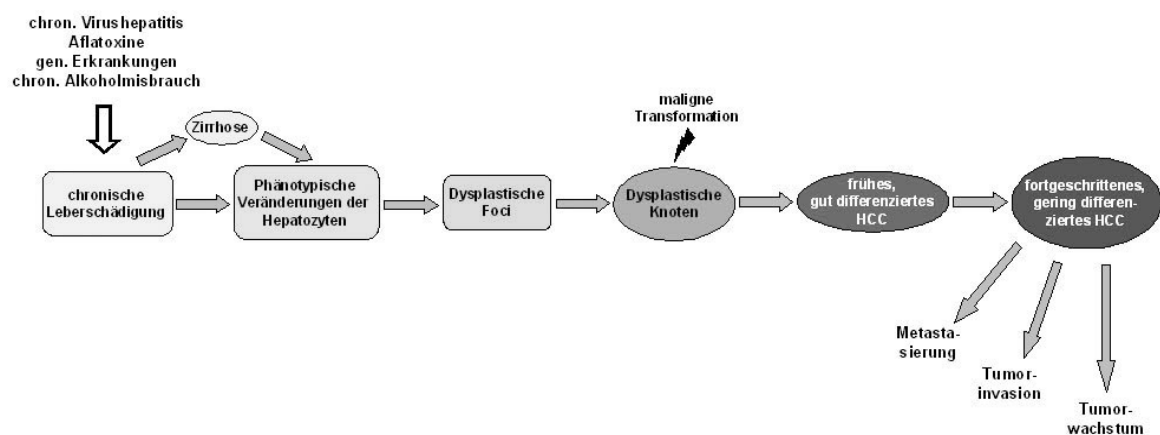 chron. Virushepatitis
Aflatoxine
gen. Erkrankungen
chron. Alkoholmisbrauch
Zirrhose
maligne
Transformation
chronische
Leberschädigung
Phänotypische
Veränderungen der
Hepatozyten
Dysplastische
Foci
Dysplastische
Knoten
frühes,
gut differenziertes
HCC
fortgeschrittenes,
gering differen-
ziertes HCC
Metasta-
sierung
Tumor-
invasion
Tumor-
wachstum